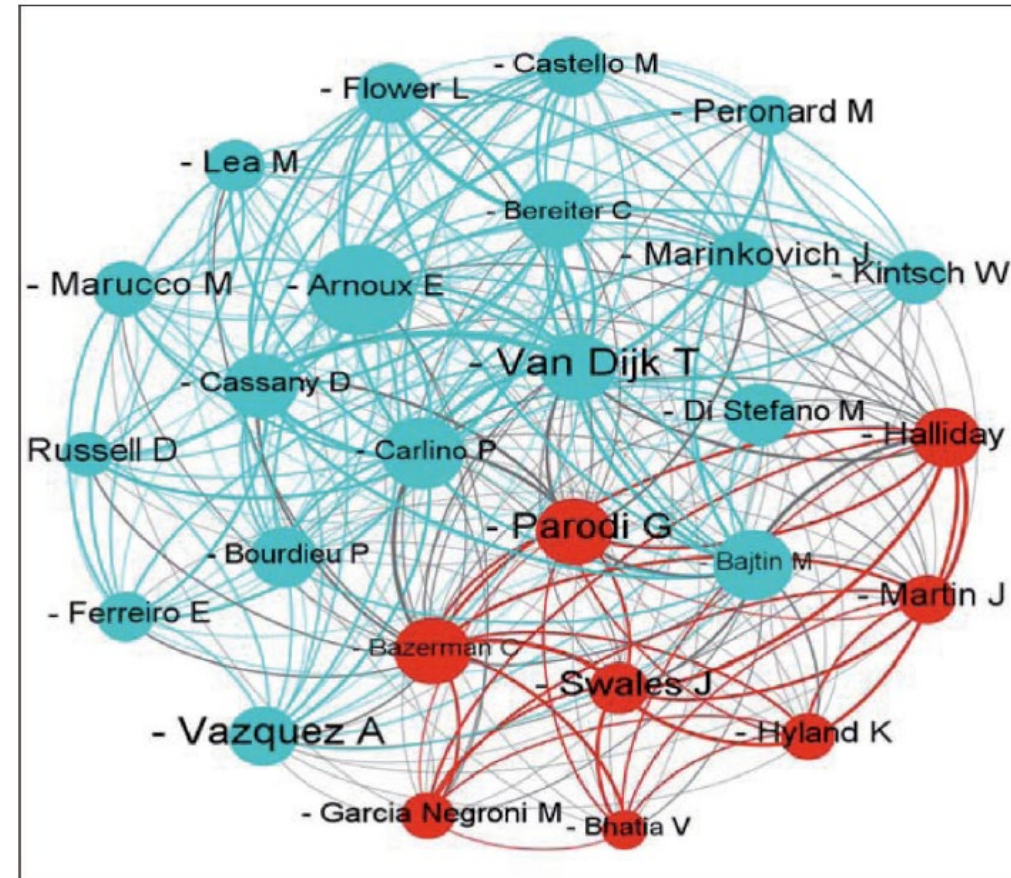 - Castello M
- Flower L
- Peronard M
- Lea M
- Bereiter C
- Marinkovich J
- Kintsch W
- Marucco M
- Arnoux E
- Van Dijk T
- Cassany D
- Di Stefano M
- Halliday
Russell D
- Carlino P
- Parodi G
- Bourdieu P
- Bajtin M
- Martin J
- Ferreiro E
- Bazerman C
- Swales J
- Vazquez A
- Hyland K
- Garcia Negroni M
- Bhatia V